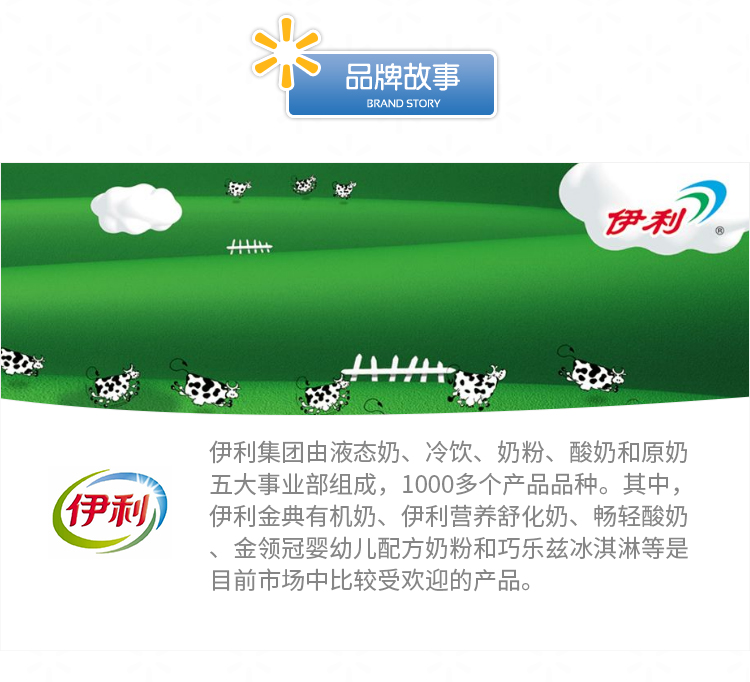 品牌故事
BRAND STORY
伊利®
伊利
伊利集团由液态奶、冷饮、奶粉、酸奶和原奶
五大事业部组成，1000多个产品品种。其中，
伊利金典有机奶、伊利营养舒化奶、畅轻酸奶
、金领冠婴幼儿配方奶粉和巧乐兹冰淇淋等是
目前市场中比较受欢迎的产品。